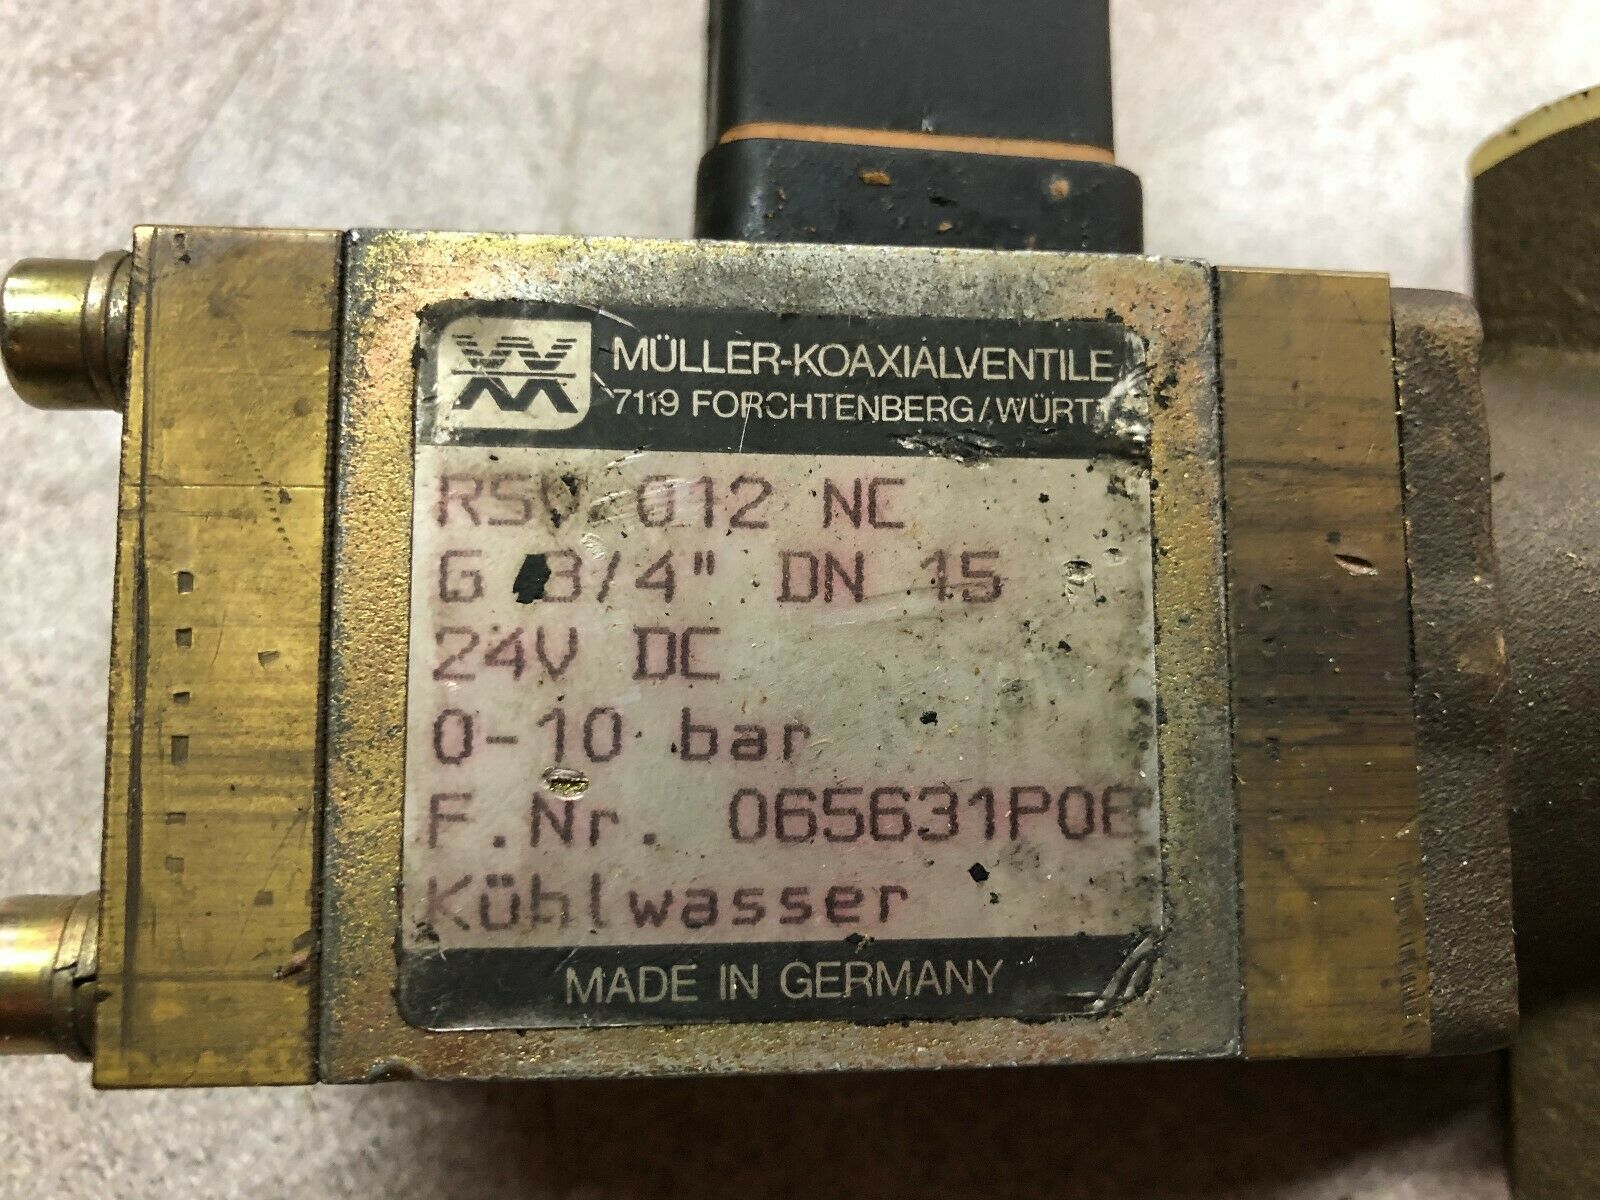 MÜLLER-KOAXIALVENTILE
7119 FORCHTENBERG/WÜRTT
RSV 012 NC
G 3/4" DN 15
24V DC
0-10 bar
F.Nr. 065631P06
Kühlwasser
MADE IN GERMANY